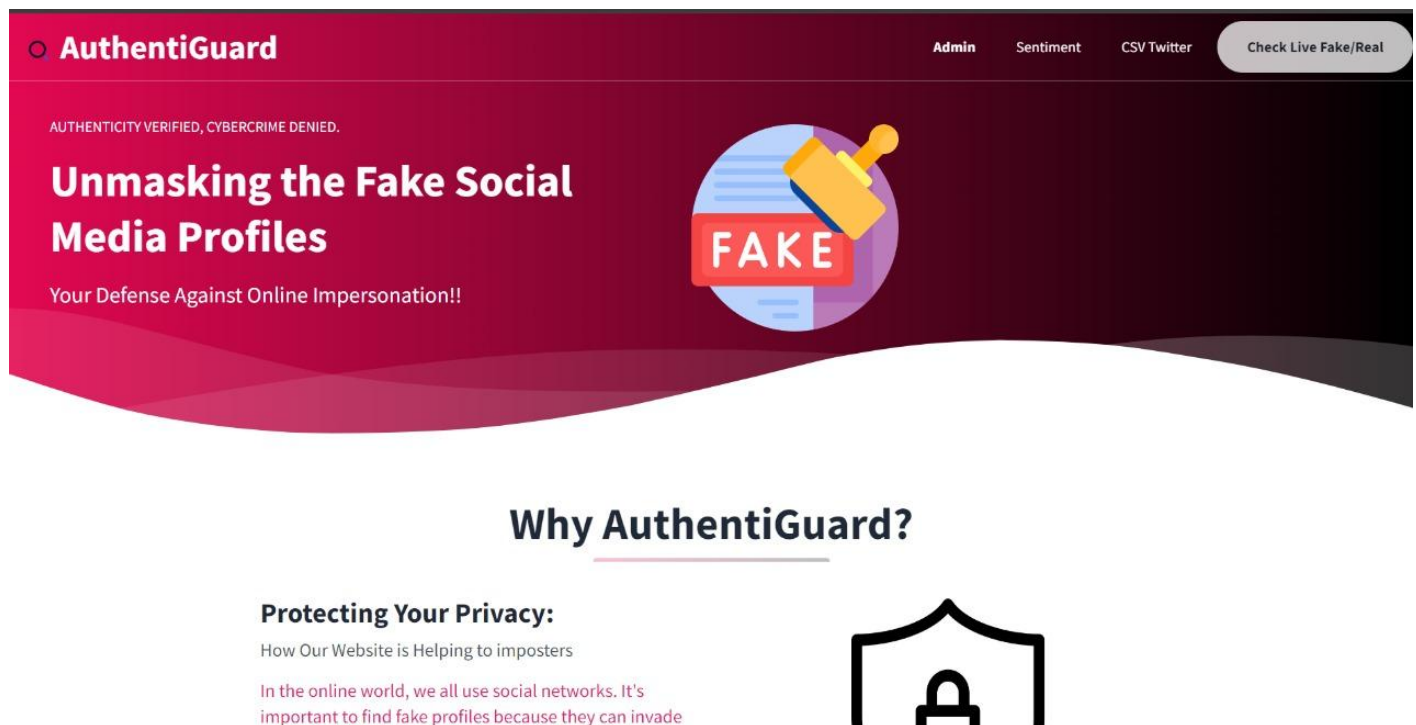 AuthentiGuard
Admin
Sentiment
CSV Twitter
Check Live Fake/Real
AUTHENTICITY VERIFIED, CYBERCRIME DENIED.
Unmasking the Fake Social
Media Profiles
Your Defense Against Online Impersonation!!
FAKE
Why AuthentiGuard?
Protecting Your Privacy:
How Our Website is Helping to imposters
In the online world, we all use social networks. It's
important to find fake profiles because they can invade